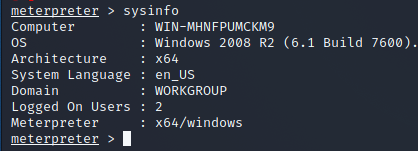 meterpreter > sysinfo
Computer        : WIN-MHNFPUMCKM9
OS              : Windows 2008 R2 (6.1 Build 7600).
Architecture    : x64
System Language : en_US
Domain          : WORKGROUP
Logged On Users : 2
Meterpreter     : x64/windows
meterpreter >